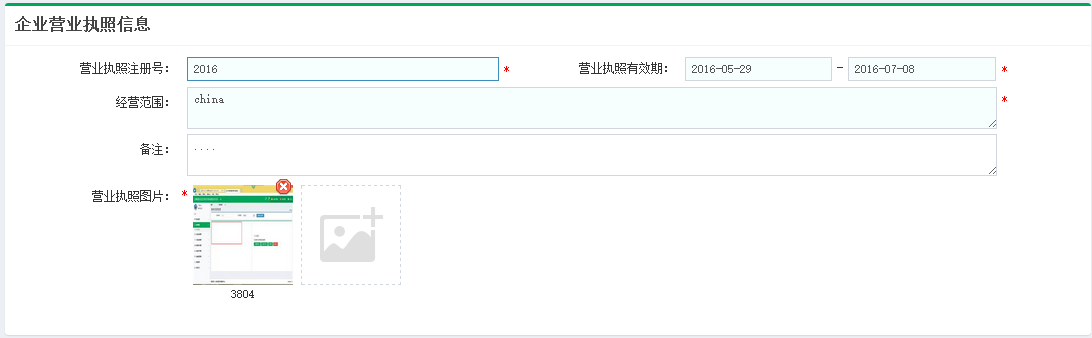 企业营业执照信息
营业执照注册号： 2016 * 营业执照有效期： 2016-05-29 - 2016-07-08 *
经营范围： china *
备注： ....
营业执照图片： *
3804